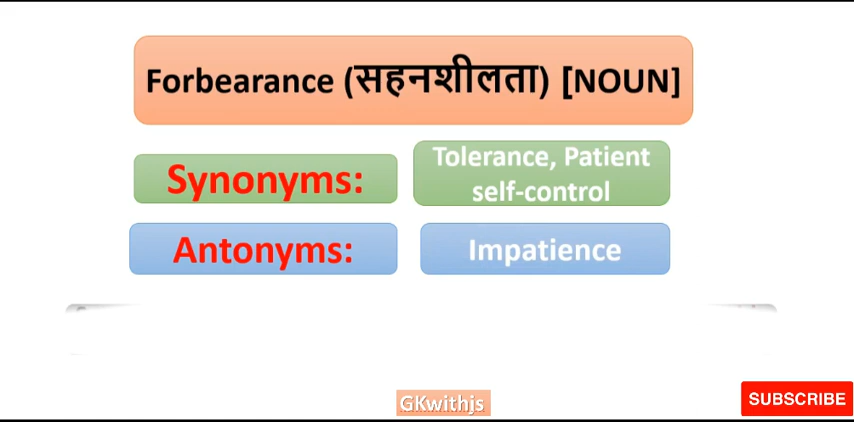 Forbearance (सहनशीलता) [NOUN]
Synonyms:
Tolerance, Patient
self-control
Antonyms:
Impatience
GKwithjs
SUBSCRIBE